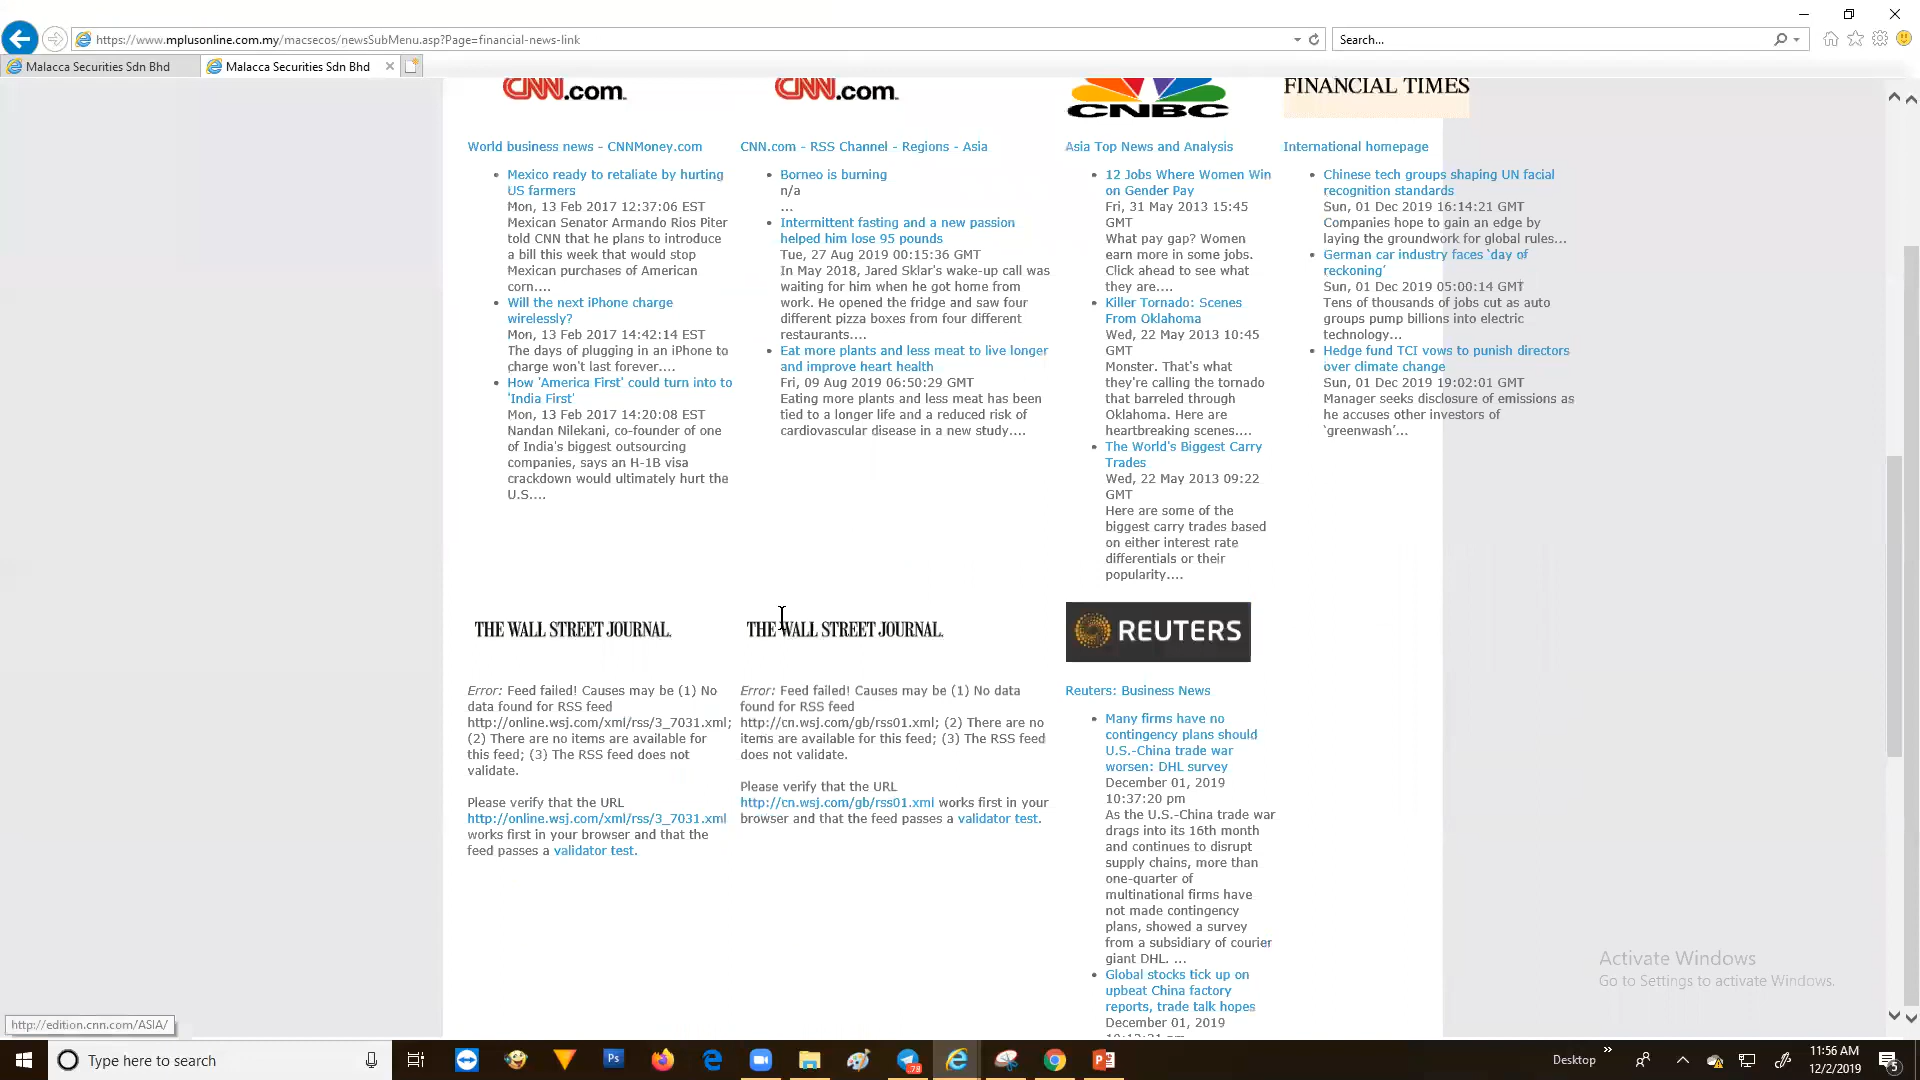 https://www.mplusonline.com.my/macsecos/newsSubMenu.asp?Page=financial-news-link
Search...
Malacca Securities Sdn Bhd
Malacca Securities Sdn Bhd
CNN.com
CNN.com
CNBC
FINANCIAL TIMES
World business news - CNNMoney.com
Mexico ready to retaliate by hurting
US farmers
Mon, 13 Feb 2017 12:37:06 EST
Mexican Senator Armando Rios Piter
told CNN that he plans to introduce
a bill this week that would stop
Mexican purchases of American
corn....
Will the next iPhone charge
wirelessly?
Mon, 13 Feb 2017 14:42:14 EST
The days of plugging in an iPhone to
charge won't last forever....
How 'America First' could turn into to
'India First'
Mon, 13 Feb 2017 14:20:08 EST
Nandan Nilekani, co-founder of one
of India's biggest outsourcing
companies, says an H-1B visa
crackdown would ultimately hurt the
U.S....
CNN.com - RSS Channel - Regions - Asia
Borneo is burning
n/a
...
Intermittent fasting and a new passion
helped him lose 95 pounds
Tue, 27 Aug 2019 00:15:36 GMT
In May 2018, Jared Sklar's wake-up call was
waiting for him when he got home from
work. He opened the fridge and saw four
different pizza boxes from four different
restaurants....
Eat more plants and less meat to live longer
and improve heart health
Fri, 09 Aug 2019 06:50:29 GMT
Eating more plants and less meat has been
tied to a longer life and a reduced risk of
cardiovascular disease in a new study....
Asia Top News and Analysis
12 Jobs Where Women Win
on Gender Pay
Fri, 31 May 2013 15:45
GMT
What pay gap? Women
earn more in some jobs.
Click ahead to see what
they are....
Killer Tornado: Scenes
From Oklahoma
Wed, 22 May 2013 10:45
GMT
Monster. That's what
they're calling the tornado
that barreled through
Oklahoma. Here are
heartbreaking scenes....
The World's Biggest Carry
Trades
Wed, 22 May 2013 09:22
GMT
Here are some of the
biggest carry trades based
on either interest rate
differentials or their
popularity....
International homepage
Chinese tech groups shaping UN facial
recognition standards
Sun, 01 Dec 2019 16:14:21 GMT
Companies hope to gain an edge by
laying the groundwork for global rules...
German car industry faces ‘day of
reckoning’
Sun, 01 Dec 2019 05:00:14 GMT
Tens of thousands of jobs cut as auto
groups pump billions into electric
technology...
Hedge fund TCI vows to punish directors
over climate change
Sun, 01 Dec 2019 19:02:01 GMT
Manager seeks disclosure of emissions as
he accuses other investors of
‘greenwash’...
THE WALL STREET JOURNAL.
Error: Feed failed! Causes may be (1) No
data found for RSS feed
http://online.wsj.com/xml/rss/3_7031.xml;
(2) There are no items are available for
this feed; (3) The RSS feed does not
validate.
Please verify that the URL
http://online.wsj.com/xml/rss/3_7031.xml
works first in your browser and that the
feed passes a validator test.
THE WALL STREET JOURNAL.
Error: Feed failed! Causes may be (1) No data
found for RSS feed
http://cn.wsj.com/gb/rss01.xml; (2) There are no
items are available for this feed; (3) The RSS feed
does not validate.
Please verify that the URL
http://cn.wsj.com/gb/rss01.xml works first in your
browser and that the feed passes a validator test.
REUTERS
Reuters: Business News
Many firms have no
contingency plans should
U.S.-China trade war
worsen: DHL survey
December 01, 2019
10:37:20 pm
As the U.S.-China trade war
drags into its 16th month
and continues to disrupt
supply chains, more than
one-quarter of
multinational firms have
not made contingency
plans, showed a survey
from a subsidiary of courier
giant DHL. ...
Global stocks tick up on
upbeat China factory
reports, trade talk hopes
December 01, 2019
Activate Windows
Go to Settings to activate Windows.
http://edition.cnn.com/ASIA/
Type here to search
Ps
78
Desktop
11:56 AM
12/2/2019
5